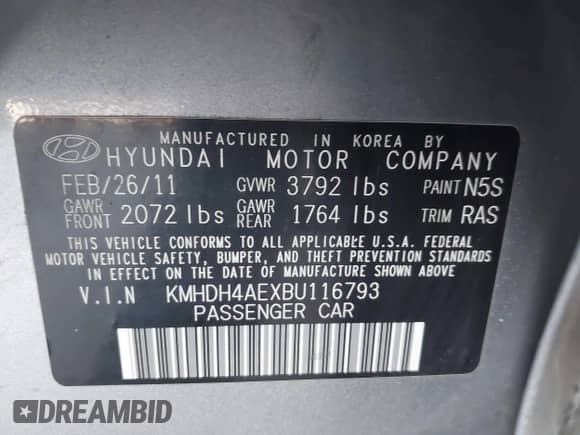 MANUFACTURED IN KOREA BY
HYUNDAI MOTOR COMPANY
FEB/26/11 GVWR 3792 lbs PAINT N5S
GAWR FRONT 2072 lbs GAWR REAR 1764 lbs TRIM RAS
THIS VEHICLE CONFORMS TO ALL APPLICABLE U.S.A. FEDERAL
MOTOR VEHICLE SAFETY, BUMPER, AND THEFT PREVENTION STANDARDS
IN EFFECT ON THE DATE OF MANUFACTURE SHOWN ABOVE
V.I.N KMHDH4AEXBU116793
PASSENGER CAR
DREAMBID